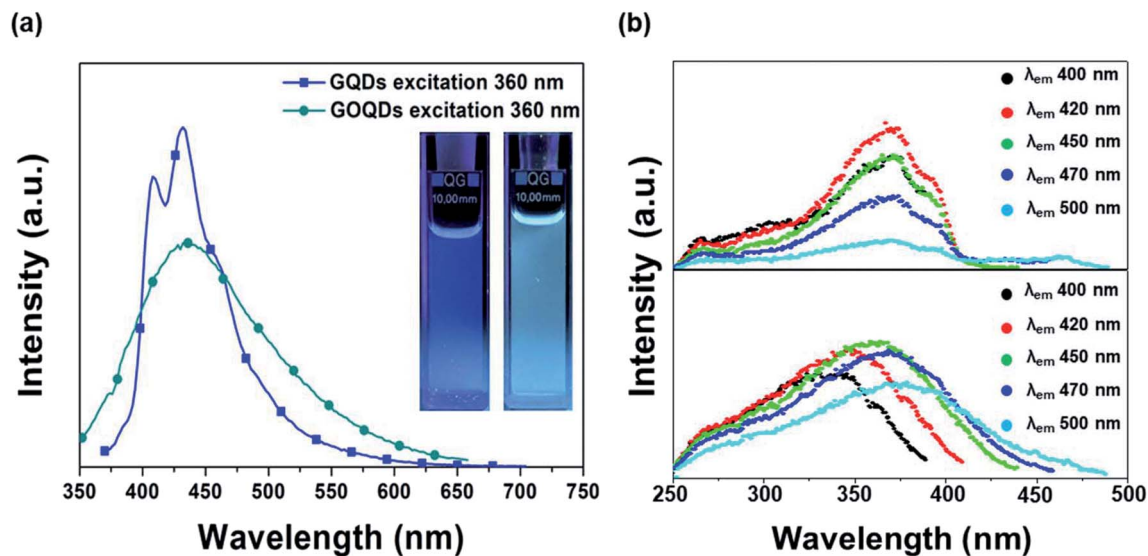 (a)
Intensity (a.u.)
GQDs excitation 360 nm
GOQDs excitation 360 nm
QG
10,00mm
QG
10,00mm
350 400 450 500 550 600 650 700 750
Wavelength (nm)
(b)
Intensity (a.u.)
λem 400 nm
λem 420 nm
λem 450 nm
λem 470 nm
λem 500 nm
λem 400 nm
λem 420 nm
λem 450 nm
λem 470 nm
λem 500 nm
250 300 350 400 450 500
Wavelength (nm)